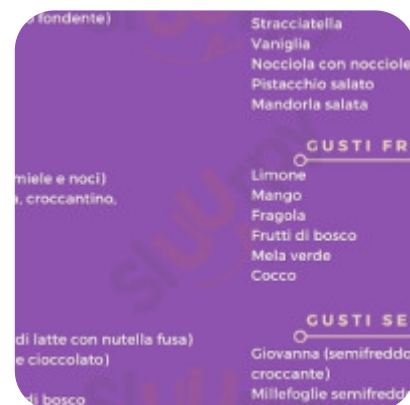 fondente)
miele e noci)
, croccantino,
di latte con nutella fusa)
e cioccolato)
di bosco
Stracciatella
Vaniglia
Nocciola con nocciole
Pistacchio salato
Mandorla salata
GUSTI FR
Limone
Mango
Fragola
Frutti di bosco
Mela verde
Cocco
GUSTI SE
Giovanna (semifreddo
croccante)
Millefoglie semifredd
sluurpy